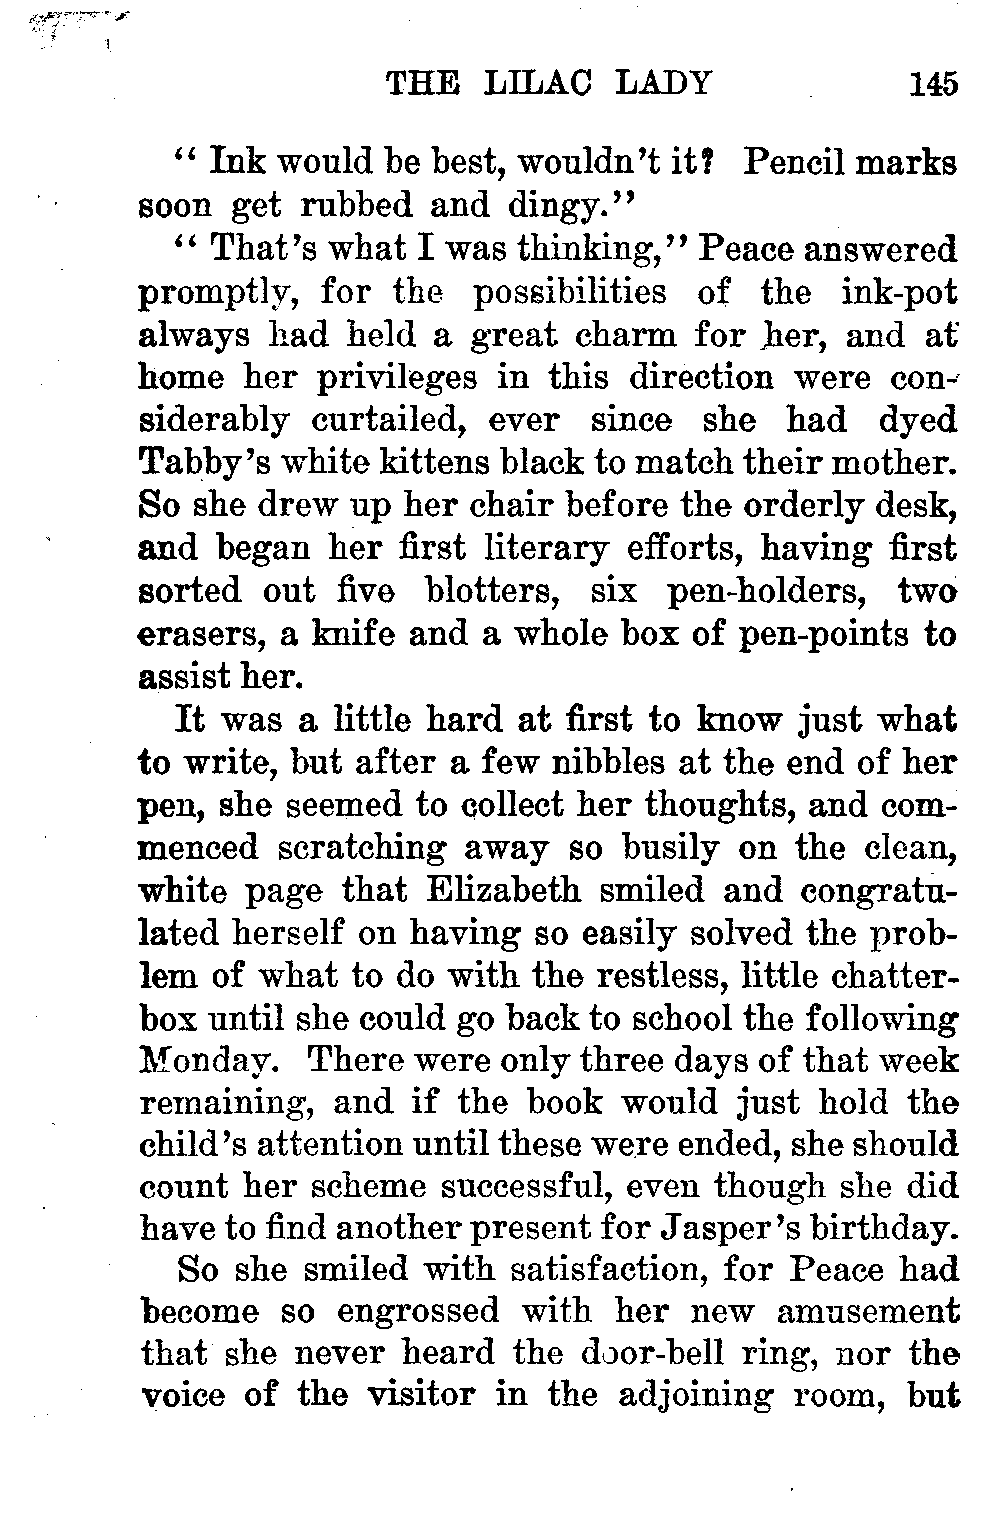 THE LILAC LADY 145
“ Ink would be best, wouldn’t it? Pencil marks
soon get rubbed and dingy.”
“ That’s what I was thinking,” Peace answered
promptly, for the possibilities of the ink-pot
always had held a great charm for her, and at
home her privileges in this direction were con-
siderably curtailed, ever since she had dyed
Tabby’s white kittens black to match their mother.
So she drew up her chair before the orderly desk,
and began her first literary efforts, having first
sorted out five blotters, six pen-holders, two
erasers, a knife and a whole box of pen-points to
assist her.
It was a little hard at first to know just what
to write, but after a few nibbles at the end of her
pen, she seemed to collect her thoughts, and com-
menced scratching away so busily on the clean,
white page that Elizabeth smiled and congratu-
lated herself on having so easily solved the prob-
lem of what to do with the restless, little chatter-
box until she could go back to school the following
Monday. There were only three days of that week
remaining, and if the book would just hold the
child’s attention until these were ended, she should
count her scheme successful, even though she did
have to find another present for Jasper’s birthday.
So she smiled with satisfaction, for Peace had
become so engrossed with her new amusement
that she never heard the door-bell ring, nor the
voice of the visitor in the adjoining room, but